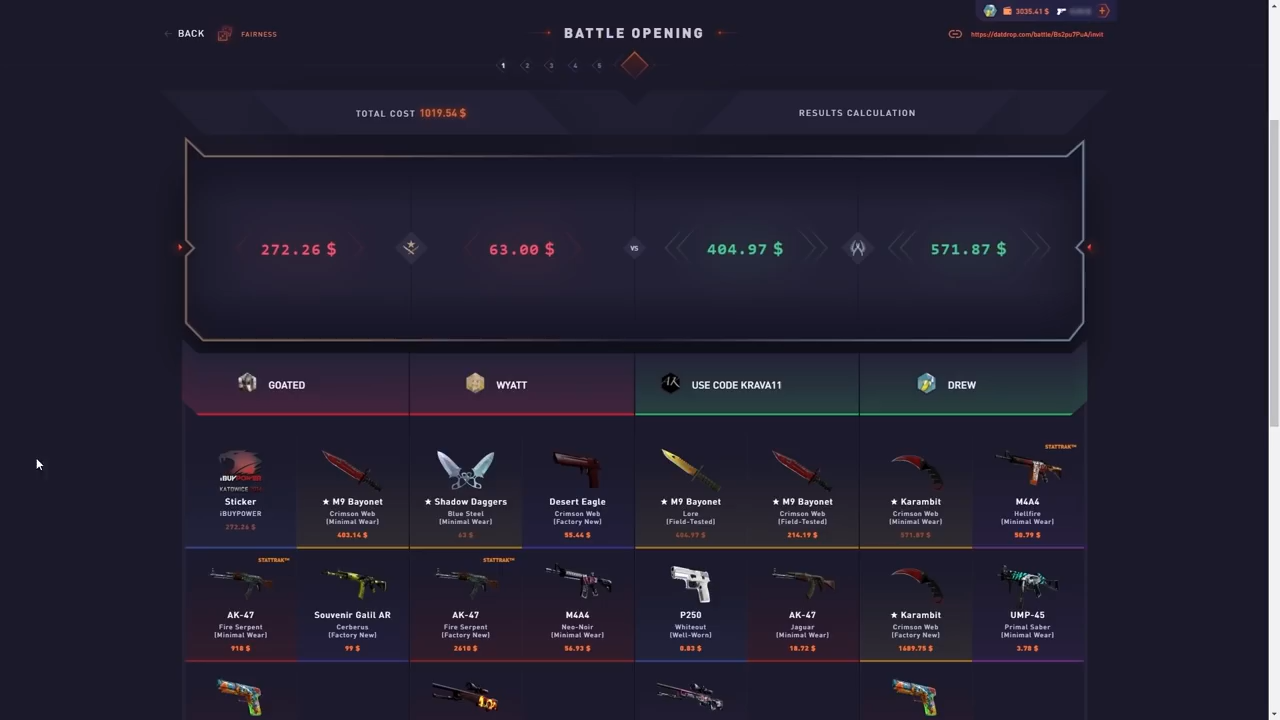 3035.41 $
BACK
FAIRNESS
BATTLE OPENING
https://datdrop.com/battle/Bs2pu7PuA/invit
1 2 3 4 5
TOTAL COST 1019.54 $
RESULTS CALCULATION
272.26 $
63.00 $
VS
404.97 $
571.87 $
GOATED
WYATT
USE CODE KRAVA11
DREW
iBUYPOWER
KATOWICE
Sticker
iBUYPOWER
272.26 $
★ M9 Bayonet
Crimson Web
(Minimal Wear)
403.14 $
★ Shadow Daggers
Blue Steel
(Minimal Wear)
63 $
Desert Eagle
Crimson Web
(Factory New)
55.44 $
★ M9 Bayonet
Lore
(Field-Tested)
404.97 $
★ M9 Bayonet
Crimson Web
(Field-Tested)
214.19 $
★ Karambit
Crimson Web
(Minimal Wear)
571.87 $
STATTRAK™
M4A4
Hellfire
(Minimal Wear)
50.79 $
STATTRAK™
AK-47
Fire Serpent
(Minimal Wear)
918 $
Souvenir Galil AR
Cerberus
(Factory New)
99 $
STATTRAK™
AK-47
Fire Serpent
(Factory New)
2610 $
M4A4
Neo-Noir
(Minimal Wear)
56.93 $
P250
Whiteout
(Well-Worn)
0.83 $
AK-47
Jaguar
(Minimal Wear)
18.72 $
★ Karambit
Crimson Web
(Factory New)
1689.75 $
UMP-45
Primal Saber
(Minimal Wear)
3.78 $